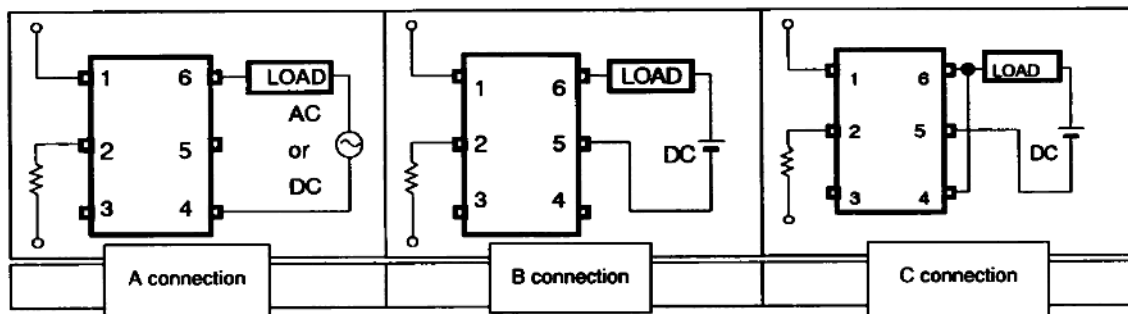 1 6 LOAD
AC
2 5 or
DC
3 4
1 6 LOAD
2 5 DC
3 4
1 6 LOAD
2 5 DC
3 4
A connection
B connection
C connection